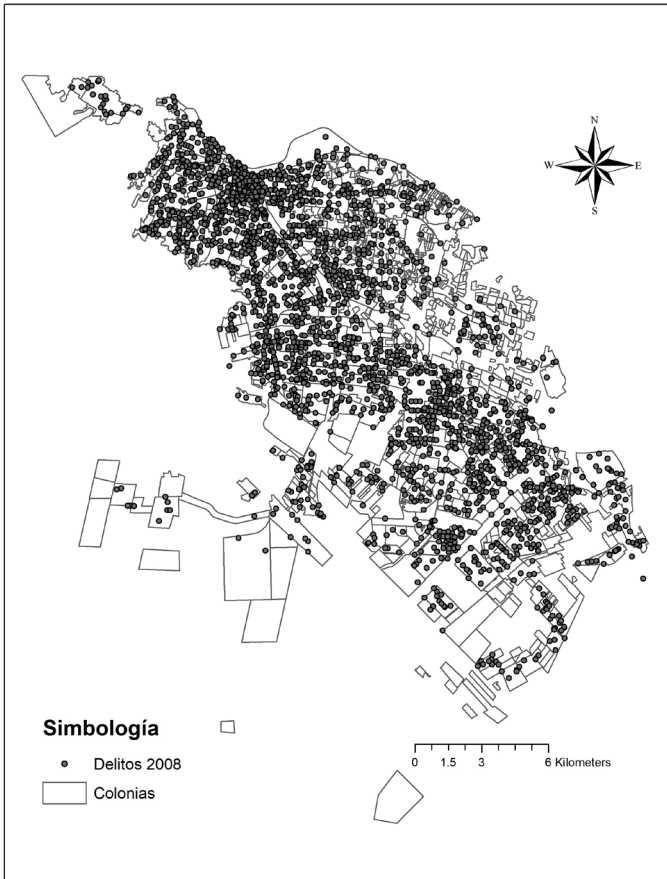 N
W E
S
Simbología
Delitos 2008
Colonias
0 1.5 3 6 Kilometers